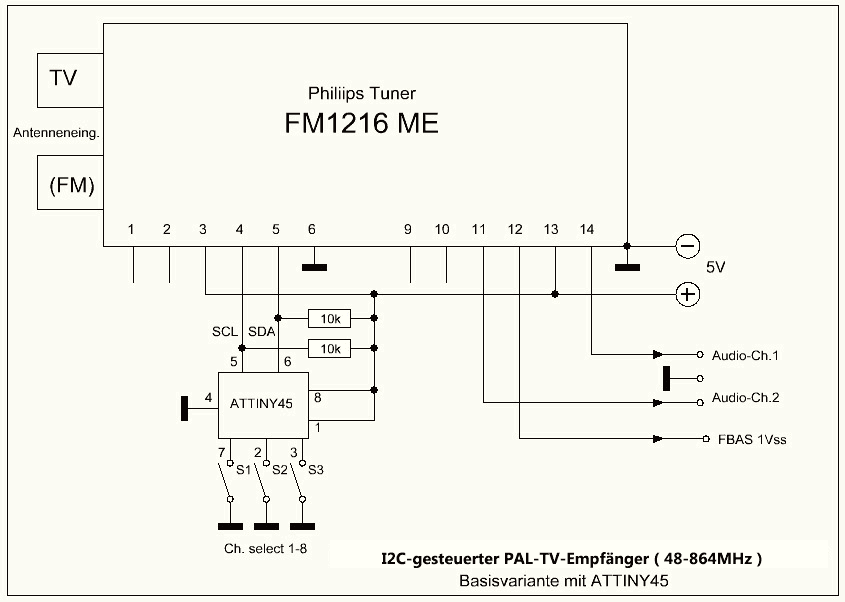 Philiips Tuner
FM1216 ME
TV
Antenneneing.
(FM)
1 2 3 4 5 6 9 10 11 12 13 14
5V
10k
SCL SDA
10k
5 6
4
ATTINY45
8
1
7 2 3
S1 S2 S3
Ch. select 1-8
Audio-Ch.1
Audio-Ch.2
FBAS 1Vss
I2C-gesteuerter PAL-TV-Empfänger ( 48-864MHz )
Basisvariante mit ATTINY45